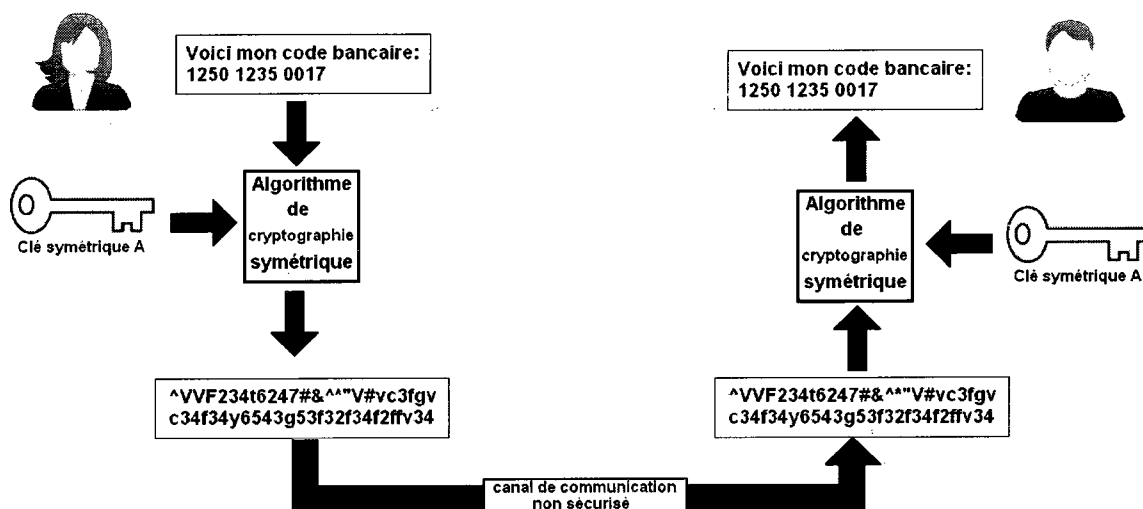 Voici mon code bancaire:
1250 1235 0017
Algorithme
de
cryptographie
symétrique
Clé symétrique A
^VVF234t6247#&^^"V#vc3fgv
c34f34y6543g53f32f34f2ffv34
canal de communication
non sécurisé
Voici mon code bancaire:
1250 1235 0017
Algorithme
de
cryptographie
symétrique
Clé symétrique A
^VVF234t6247#&^*"V#vc3fgv
c34f34y6543g53f32f34f2ffv34